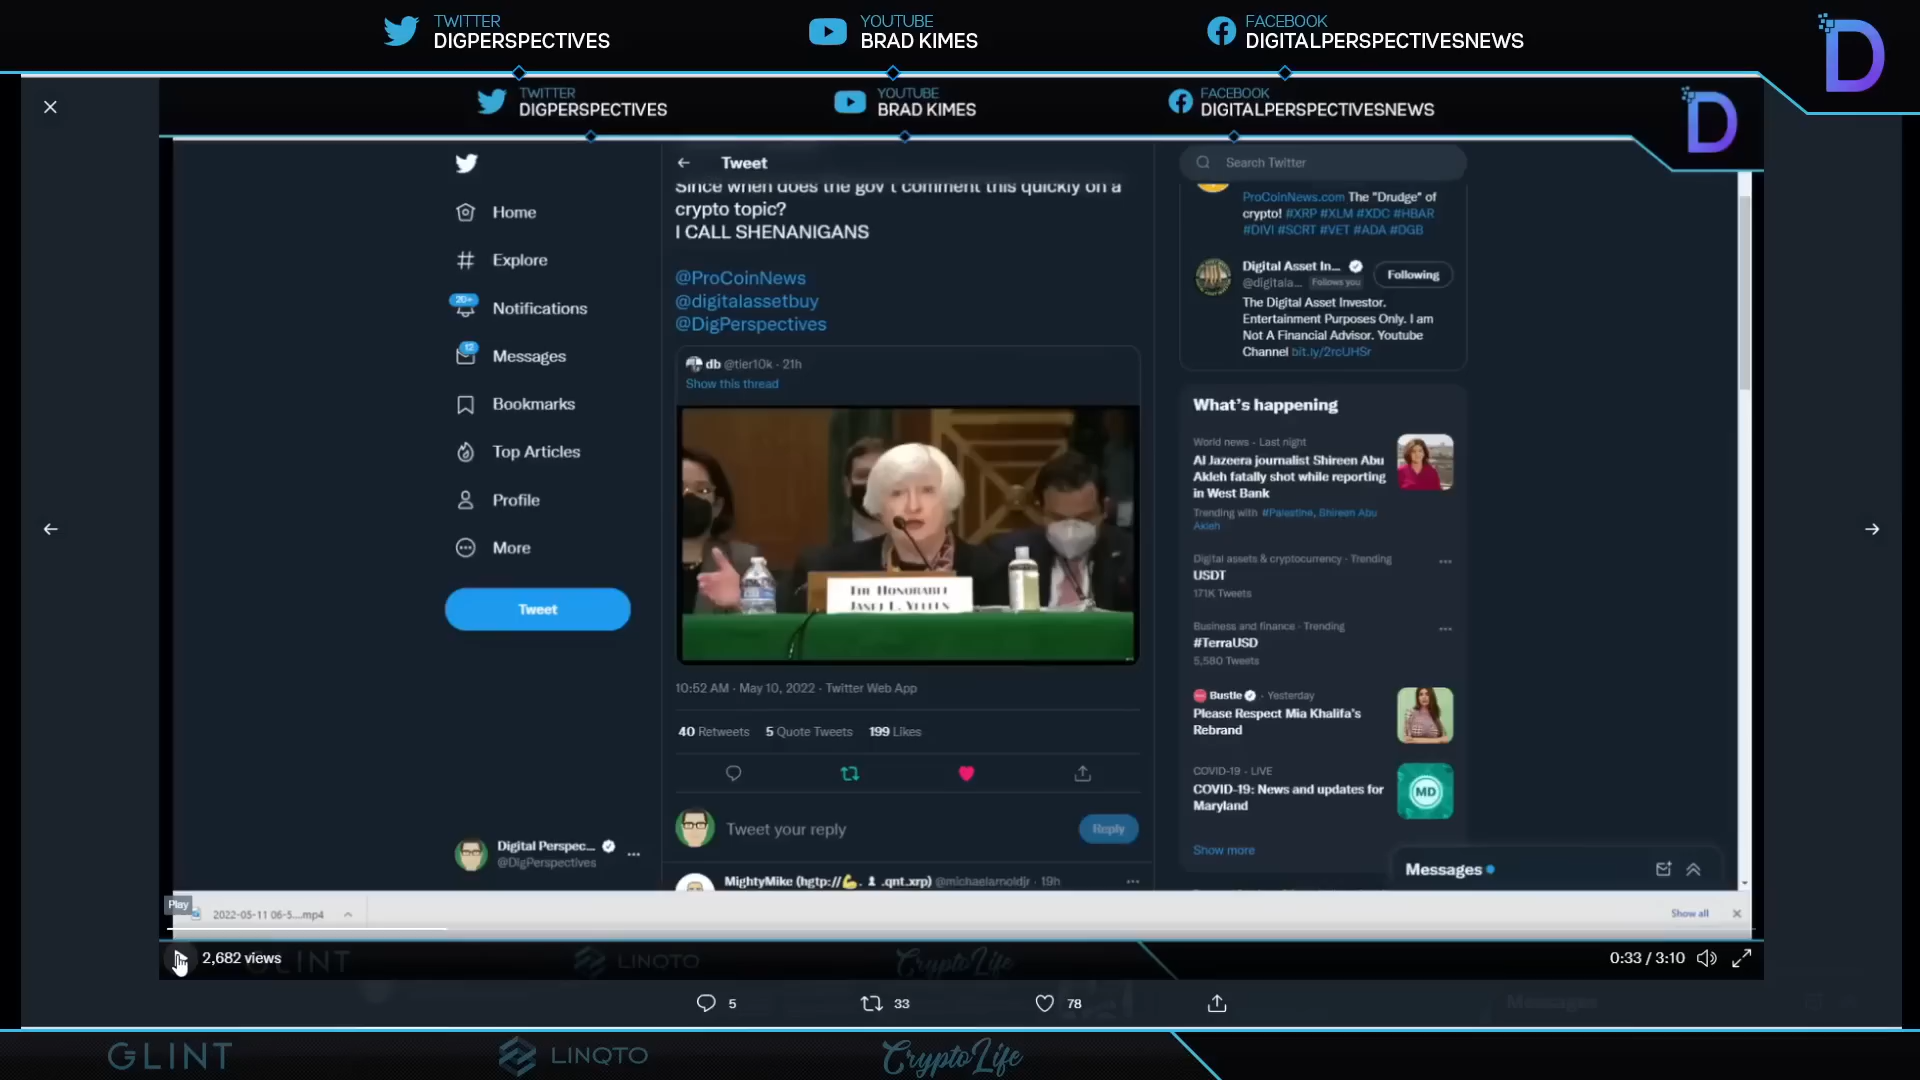 TWITTER
DIGPERSPECTIVES
YOUTUBE
BRAD KIMES
FACEBOOK
DIGITALPERSPECTIVESNEWS
D
TWITTER
DIGPERSPECTIVES
YOUTUBE
BRAD KIMES
FACEBOOK
DIGITALPERSPECTIVESNEWS
D
Home
Explore
20+
Notifications
12
Messages
Bookmarks
Top Articles
Profile
More
Tweet
Digital Perspec...
@DigPerspectives
Tweet
Since when does the gov't comment this quickly on a
crypto topic?
I CALL SHENANIGANS
@ProCoinNews
@digitalassetbuy
@DigPerspectives
db @tier10k · 21h
Show this thread
THE HONORABLE
JANET L. YELLEN
10:52 AM · May 10, 2022 · Twitter Web App
40 Retweets 5 Quote Tweets 199 Likes
Tweet your reply
Reply
MightyMike (hgtp://💪. .qnt.xrp) @michaelarnoldjr · 19h
Search Twitter
ProCoinNews.com The "Drudge" of
crypto! #XRP #XLM #XDC #HBAR
#DIVI #SCRT #VET #ADA #DGB
Digital Asset In...
@digitala... Follows you
Following
The Digital Asset Investor.
Entertainment Purposes Only. I am
Not A Financial Advisor. Youtube
Channel bit.ly/2rcUHSr
What's happening
World news · Last night
Al Jazeera journalist Shireen Abu
Akleh fatally shot while reporting
in West Bank
Trending with #Palestine, Shireen Abu
Akleh
Digital assets & cryptocurrency · Trending
USDT
171K Tweets
Business and finance · Trending
#TerraUSD
5,580 Tweets
Bustle · Yesterday
Please Respect Mia Khalifa's
Rebrand
COVID-19 · LIVE
COVID-19: News and updates for
Maryland
MD
Show more
Messages
Play
2022-05-11 06-5....mp4
Show all
2,682 views
GLINT
LINQTO
CryptoLife
0:33 / 3:10
5
33
78
Messages
GLINT
LINQTO
CryptoLife